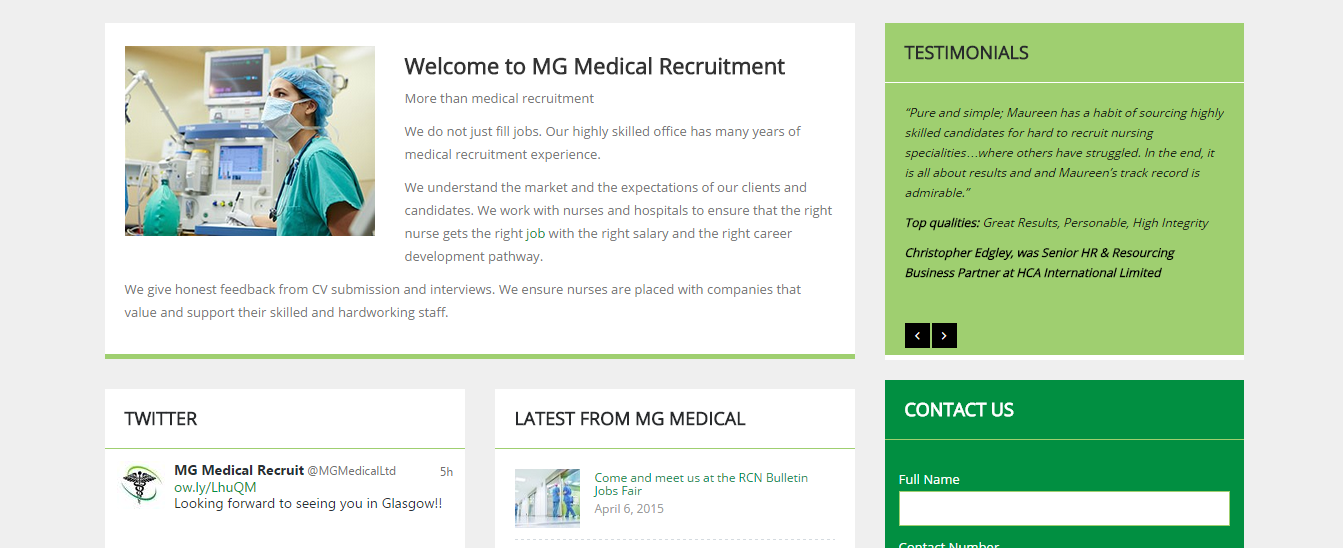 Welcome to MG Medical Recruitment
More than medical recruitment
We do not just fill jobs. Our highly skilled office has many years of
medical recruitment experience.
We understand the market and the expectations of our clients and
candidates. We work with nurses and hospitals to ensure that the right
nurse gets the right job with the right salary and the right career
development pathway.
We give honest feedback from CV submission and interviews. We ensure nurses are placed with companies that
value and support their skilled and hardworking staff.
TESTIMONIALS
“Pure and simple; Maureen has a habit of sourcing highly
skilled candidates for hard to recruit nursing
specialities…where others have struggled. In the end, it
is all about results and and Maureen’s track record is
admirable.”
Top qualities: Great Results, Personable, High Integrity
Christopher Edgley, was Senior HR & Resourcing
Business Partner at HCA International Limited
TWITTER
MG Medical Recruit @MGMedicalLtd 5h
ow.ly/LhuQM
Looking forward to seeing you in Glasgow!!
LATEST FROM MG MEDICAL
Come and meet us at the RCN Bulletin
Jobs Fair
April 6, 2015
CONTACT US
Full Name
Contact Number